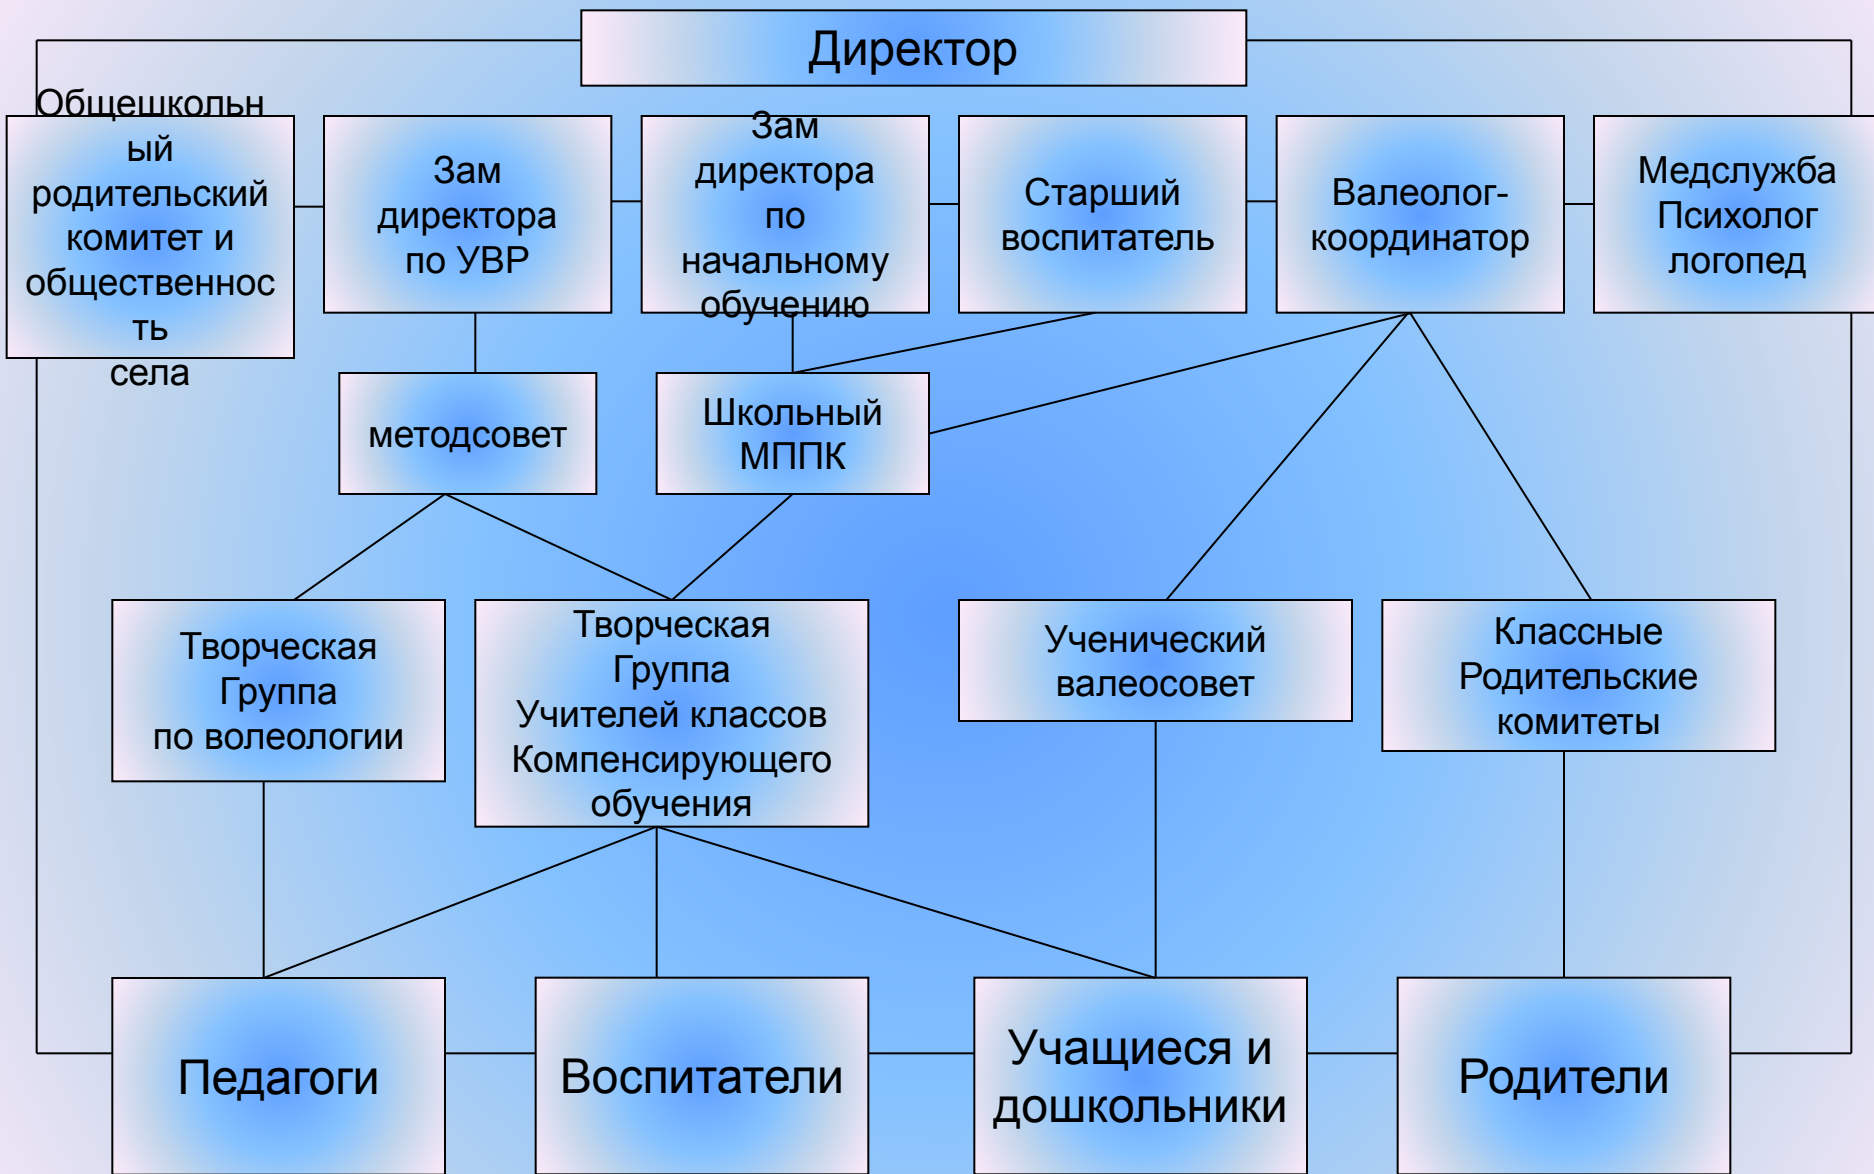 Директор
Общешкольн
ый
родительский
комитет и
общественнос
ть
села
Зам
директора
по УВР
Зам
директора
по
начальному
обучению
Старший
воспитатель
Валеолог-
координатор
Медслужба
Психолог
логопед
методсовет
Школьный
МППК
Творческая
Группа
по волеологии
Творческая
Группа
Учителей классов
Компенсирующего
обучения
Ученический
валеосовет
Классные
Родительские
комитеты
Педагоги
Воспитатели
Учащиеся и
дошкольники
Родители